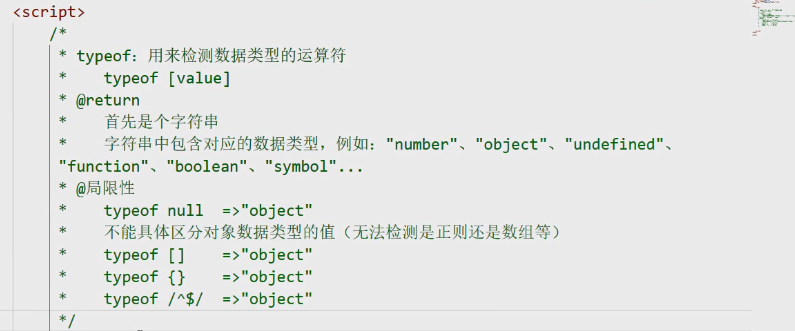 <script>
/*
* typeof：用来检测数据类型的运算符
* typeof [value]
* @return
* 首先是个字符串
* 字符串中包含对应的数据类型，例如："number"、"object"、"undefined"、
"function"、"boolean"、"symbol"...
* @局限性
* typeof null =>"object"
* 不能具体区分对象数据类型的值（无法检测是正则还是数组等）
* typeof [] =>"object"
* typeof {} =>"object"
* typeof /^$/ =>"object"
*/